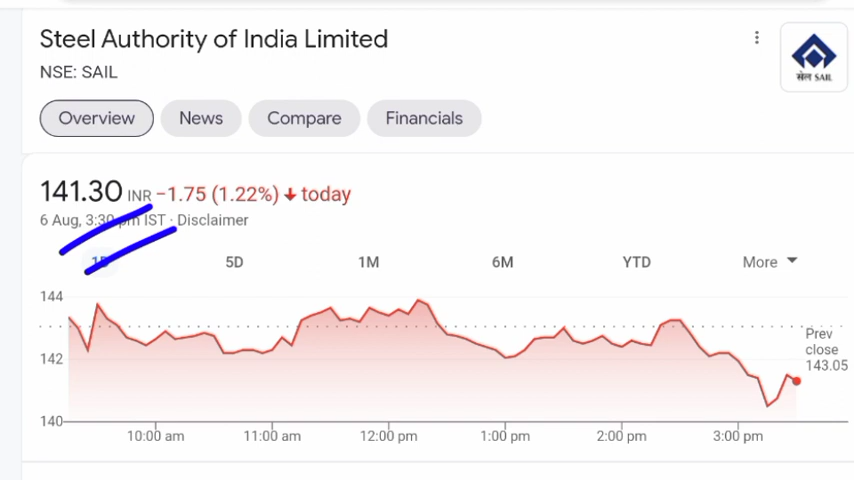 Steel Authority of India Limited
NSE: SAIL
सेल SAIL
Overview News Compare Financials
141.30 INR −1.75 (1.22%) today
6 Aug, 3:30 pm IST · Disclaimer
1D 5D 1M 6M YTD More
144
142
140
Prev
close
143.05
10:00 am 11:00 am 12:00 pm 1:00 pm 2:00 pm 3:00 pm